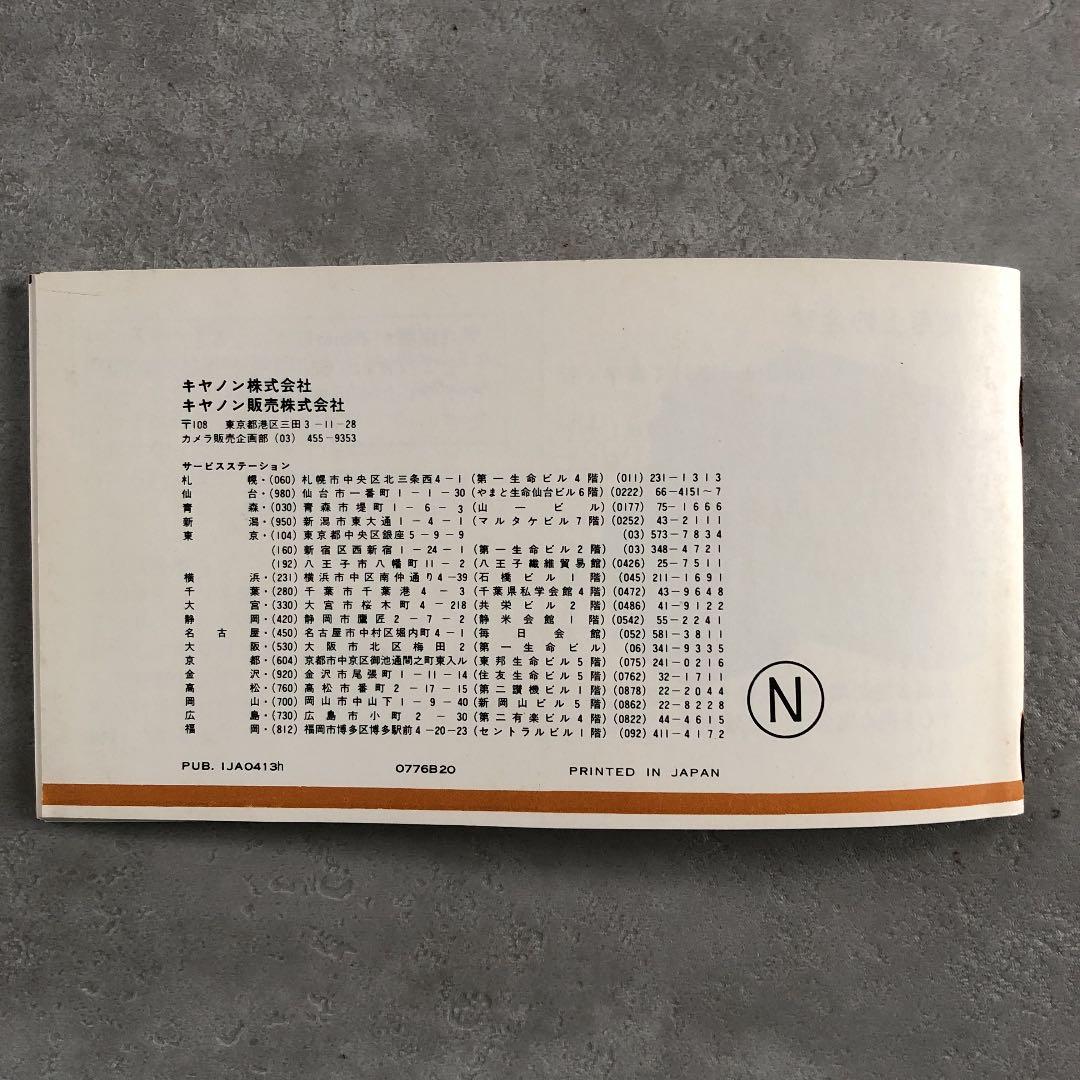 キヤノン株式会社
キヤノン販売株式会社
〒108 東京都港区三田3-11-28
カメラ販売企画部(03) 455-9353
サービスステーション
札幌・(060)札幌市中央区北三条西4-1(第一生命ビル4階)(011)231-1313
仙台・(980)仙台市一番町1-1-30(やまと生命仙台ビル6階)(0222)66-4151~7
青森・(030)青森市堤町1-6-3(山一ビル)(0177)75-1666
新潟・(950)新潟市東大通1-4-1(マルタケビル7階)(0252)43-2111
東京・(104)東京都中央区銀座5-9-9(03)573-7834
(160)新宿区西新宿1-24-1(第一生命ビル2階)(03)348-4721
(192)八王子市八幡町11-2(八王子繊維貿易館)(0426)25-7511
横浜・(231)横浜市中区南仲通り4-39(石橋ビル1階)(045)211-1691
千葉・(280)千葉市千葉港4-3(千葉県私学会館4階)(0472)43-9648
大宮・(330)大宮市桜木町4-218(共栄ビル2階)(0486)41-9122
静岡・(420)静岡市鷹匠2-7-2(静米会館1階)(0542)55-2241
名古屋・(450)名古屋市中村区堀内町4-1(毎日会館)(052)581-3811
大阪・(530)大阪市北区梅田2(第一生命ビル)(06)341-9335
京都・(604)京都市中京区御池通間之町東入ル(東邦生命ビル5階)(075)241-0216
金沢・(920)金沢市尾張町1-11-14(住友生命ビル5階)(0762)32-1711
高松・(760)高松市番町2-17-15(第二讃機ビル1階)(0878)22-2044
岡山・(700)岡山市中山下1-9-40(新岡山ビル5階)(0862)22-8228
広島・(730)広島市小町2-30(第二有楽ビル4階)(0822)44-4615
福岡・(812)福岡市博多区博多駅前4-20-23(セントラルビル1階)(092)411-4172
N
PUB. IJA0413h 0776B20 PRINTED IN JAPAN